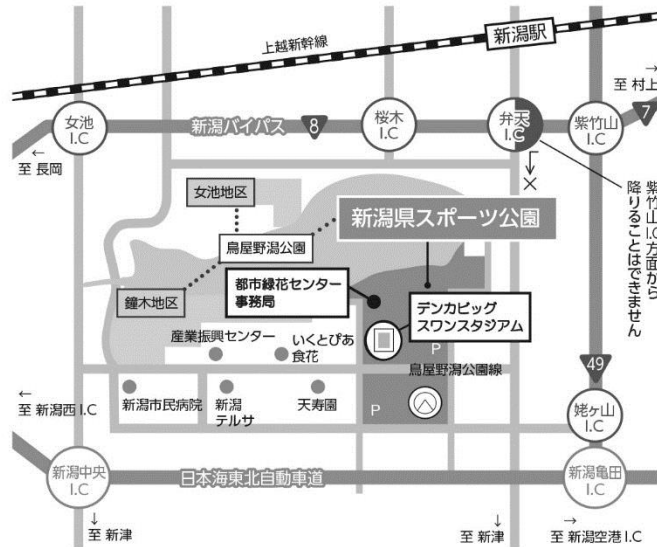 上越新幹線
新潟駅
→
至 村上
女池
I.C
新潟バイパス
8
桜木
I.C
弁天
I.C
紫竹山
I.C
7
←
至 長岡
×
紫竹山I.C方面から
降りることはできません
女池地区
鳥屋野潟公園
新潟県スポーツ公園
鐘木地区
都市緑花センター
事務局
デンカビッグ
スワンスタジアム
産業振興センター
いくとぴあ
食花
P
49
鳥屋野潟公園線
←
至 新潟西I.C
新潟市民病院
新潟
テルサ
天寿園
P
姥ヶ山
I.C
新潟中央
I.C
日本海東北自動車道
新潟亀田
I.C
↓
至 新津
↓
至 新津
→
至 新潟空港I.C